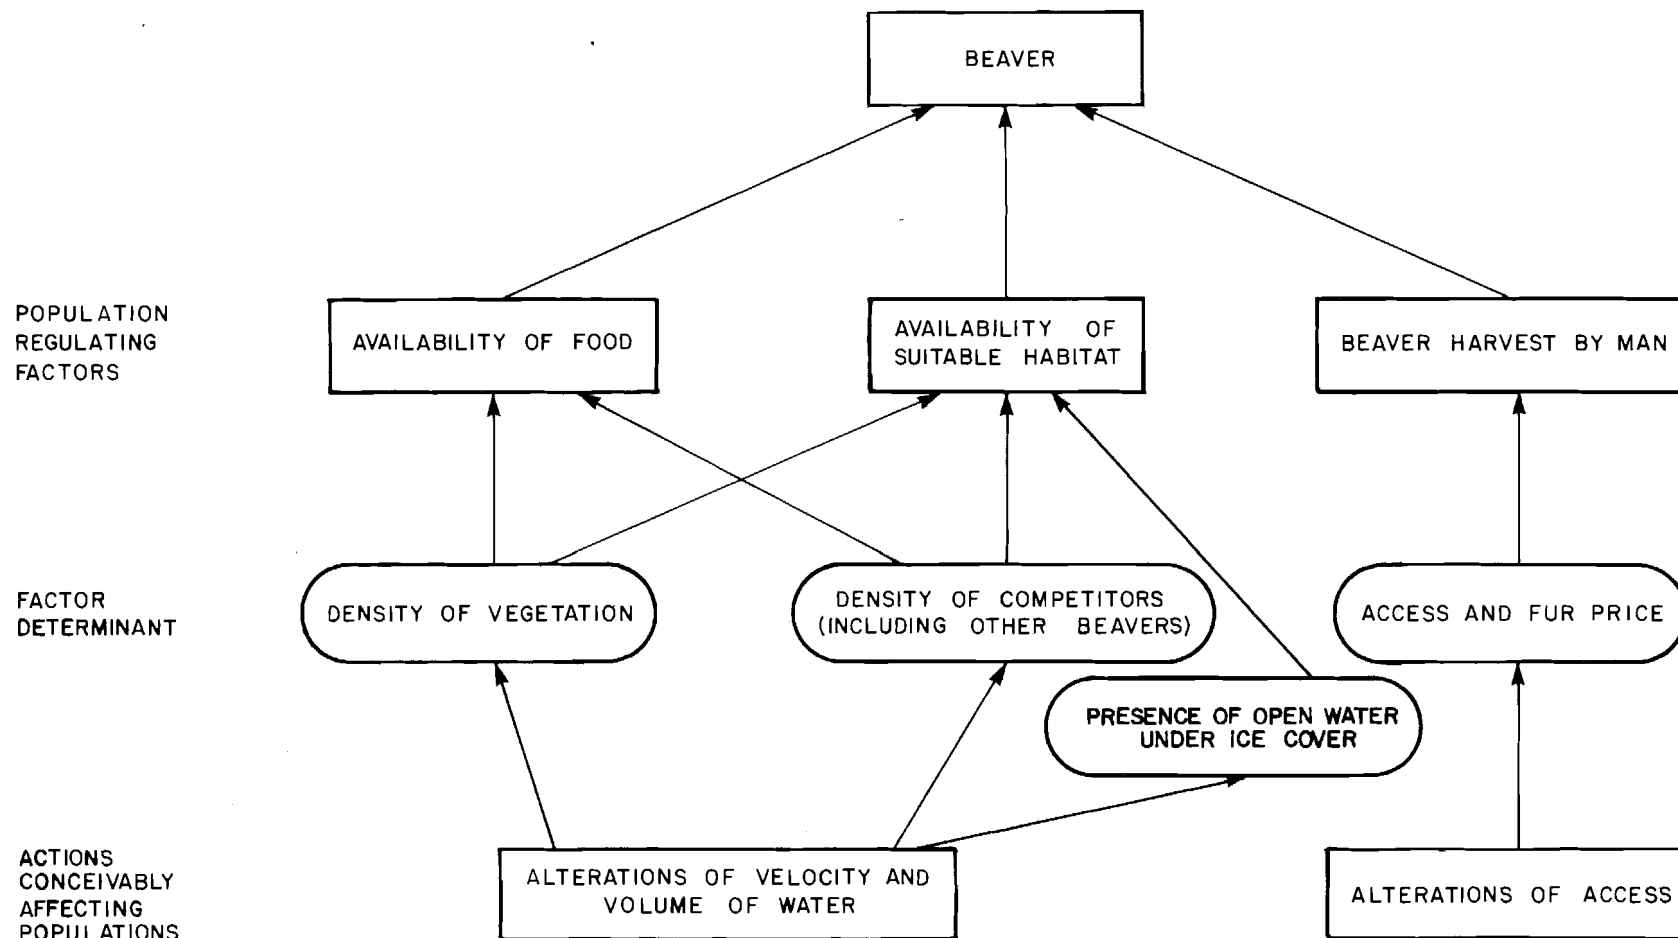 BEAVER
POPULATION
REGULATING
FACTORS
AVAILABILITY OF FOOD
AVAILABILITY OF
SUITABLE HABITAT
BEAVER HARVEST BY MAN
FACTOR
DETERMINANT
DENSITY OF VEGETATION
DENSITY OF COMPETITORS
(INCLUDING OTHER BEAVERS)
ACCESS AND FUR PRICE
PRESENCE OF OPEN WATER
UNDER ICE COVER
ACTIONS
CONCEIVABLY
AFFECTING
POPULATIONS
ALTERATIONS OF VELOCITY AND
VOLUME OF WATER
ALTERATIONS OF ACCESS